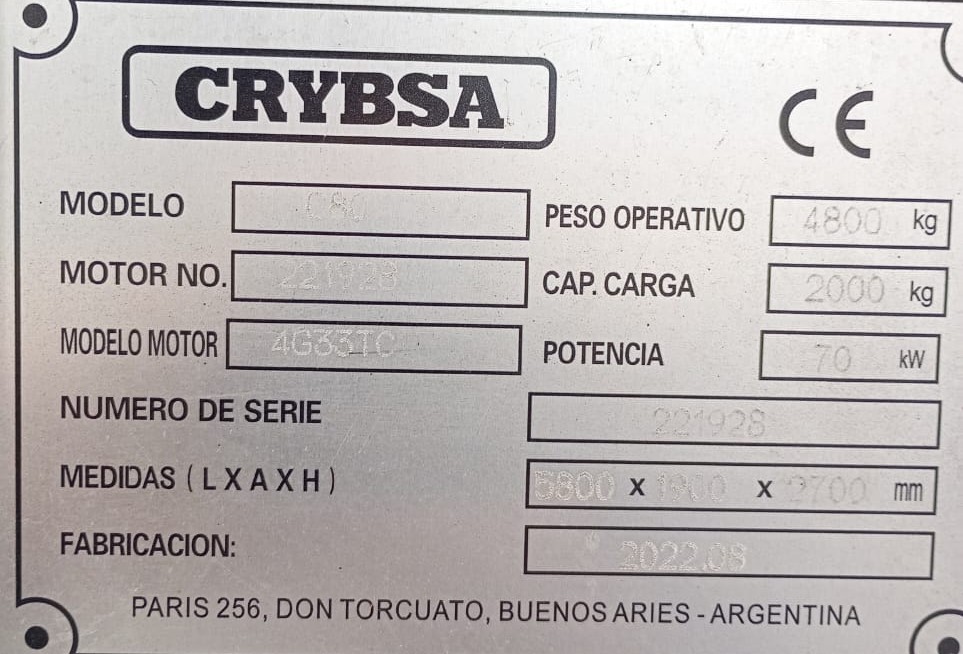 CRYBSA
CE
MODELO C80
PESO OPERATIVO 4800 kg
MOTOR NO. 221928
CAP. CARGA 2000 kg
MODELO MOTOR 4G33TC
POTENCIA 70 kW
NUMERO DE SERIE 221928
MEDIDAS ( L X A X H ) 5800 X 1900 X 2700 mm
FABRICACION: 2022.08
PARIS 256, DON TORCUATO, BUENOS ARIES - ARGENTINA